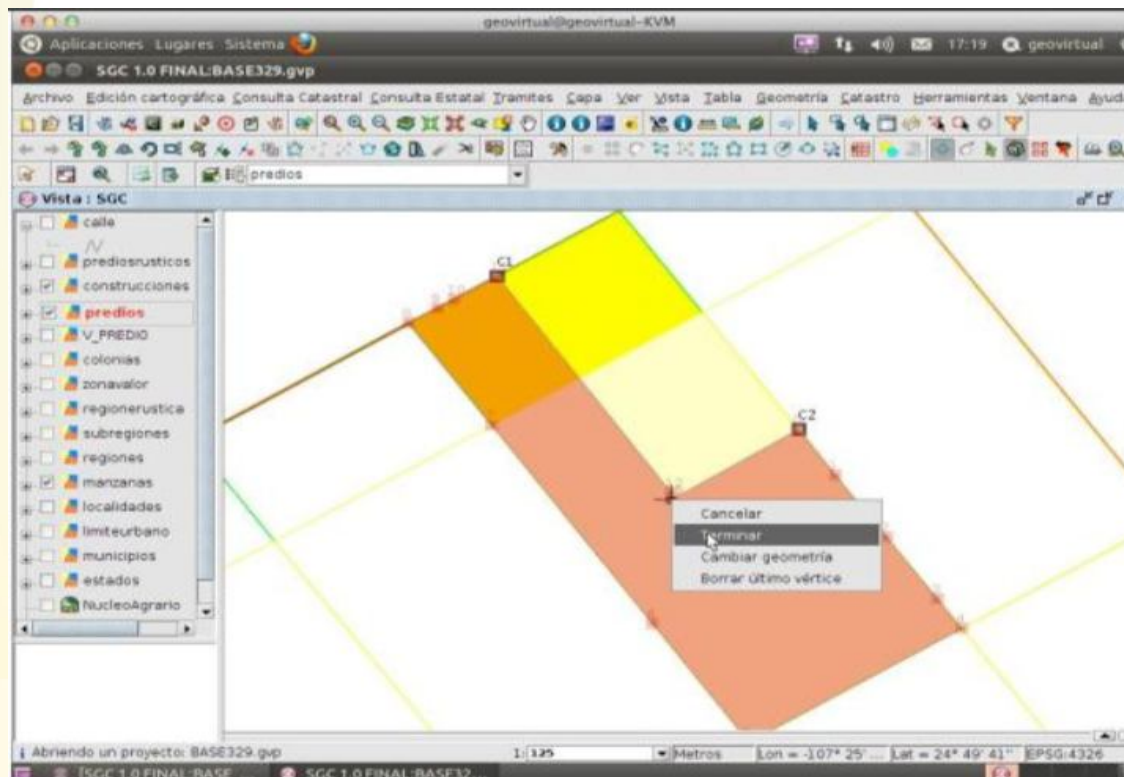 geovirtual@geovirtual-KVM
Aplicaciones Lugares Sistema
17:19 geovirtual
SGC 1.0 FINAL:BASE329.gvp
Archivo Edición cartográfica Consulta Catastral Consulta Estatal Tramites Capa Ver Vista Tabla Geometría Catastro Herramientas Ventana Ayud
predios
Vista : SGC
calle
prediosrusticos
construcciones
predios
V_PREDIO
colonias
zonavalor
regionerustica
subregiones
regiones
manzanas
localidades
limiteurbano
municipios
estados
NucleoAgrario
C1
C2
Cancelar
Terminar
Cambiar geometría
Borrar último vértice
Abriendo un proyecto: BASE329.gvp
1: 125
Metros
Lon = -107° 25' ...
Lat = 24° 49' 41"
EPSG:4326
[SGC 1.0 FINAL:BASE...
SGC 1.0 FINAL:BASE32...